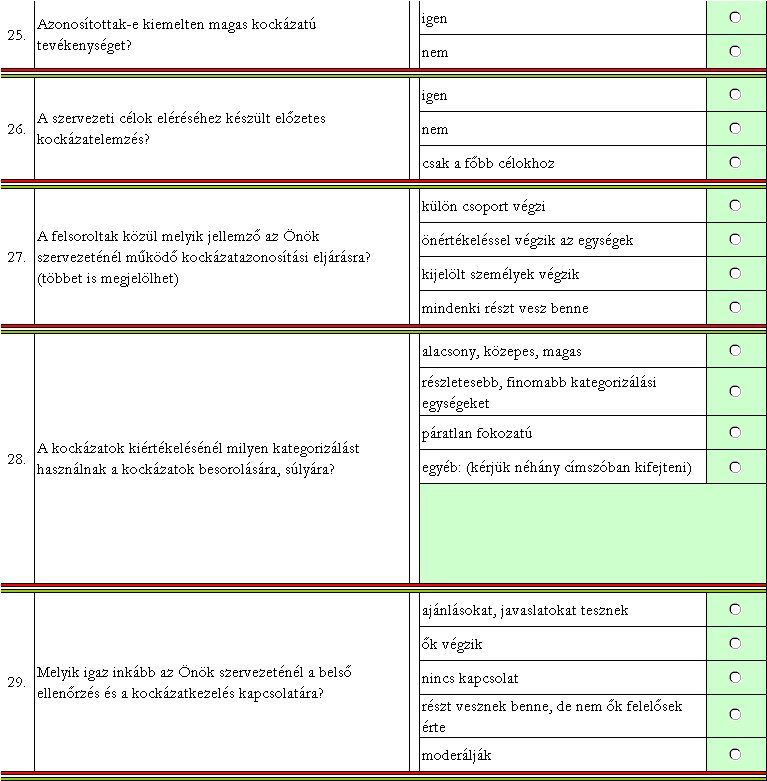 25.
Azonosítottak-e kiemelten magas kockázatú
tevékenységet?
igen
nem
26.
A szervezeti célok eléréséhez készült előzetes
kockázatelemzés?
igen
nem
csak a főbb célokhoz
27.
A felsoroltak közül melyik jellemző az Önök
szervezeténél működő kockázatazonosítási eljárásra?
(többet is megjelölhet)
külön csoport végzi
önértékeléssel végzik az egységek
kijelölt személyek végzik
mindenki részt vesz benne
28.
A kockázatok kiértékelésénél milyen kategorizálást
használnak a kockázatok besorolására, súlyára?
alacsony, közepes, magas
részletesebb, finomabb kategorizálási
egységeket
páratlan fokozatú
egyéb: (kérjük néhány címszóban kifejteni)
29.
Melyik igaz inkább az Önök szervezeténél a belső
ellenőrzés és a kockázatkezelés kapcsolatára?
ajánlásokat, javaslatokat tesznek
ők végzik
nincs kapcsolat
részt vesznek benne, de nem ők felelősek
érte
moderálják